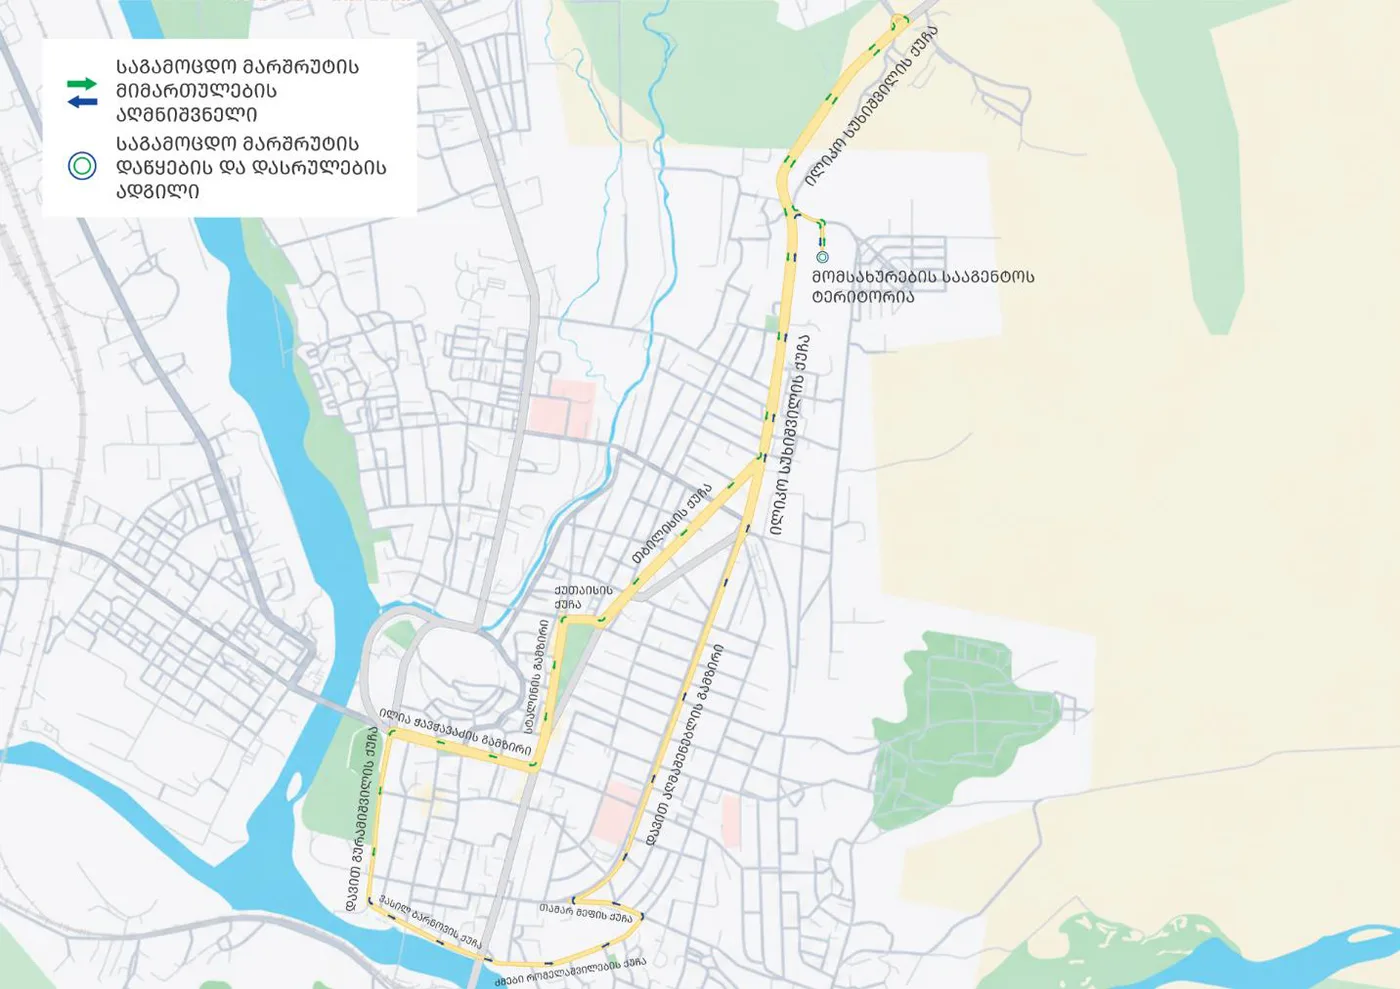 საგამოცდო მარშრუტის
მიმართულების
აღმნიშვნელი
საგამოცდო მარშრუტის
დაწყების და დასრულების
ადგილი
ილიკო სუხიშვილის ქუჩა
მომსახურების სააგენტოს
ტერიტორია
ილიკო სუხიშვილის ქუჩა
თბილისის ქუჩა
ქუთაისის
ქუჩა
სტალინის გამზირი
ილია ჭავჭავაძის გამზირი
დავით გურამიშვილის ქუჩა
დავით აღმაშენებლის გამზირი
ვასილ ბარნოვის ქუჩა
თამარ მეფის ქუჩა
ძმები რომელაშვილების ქუჩა